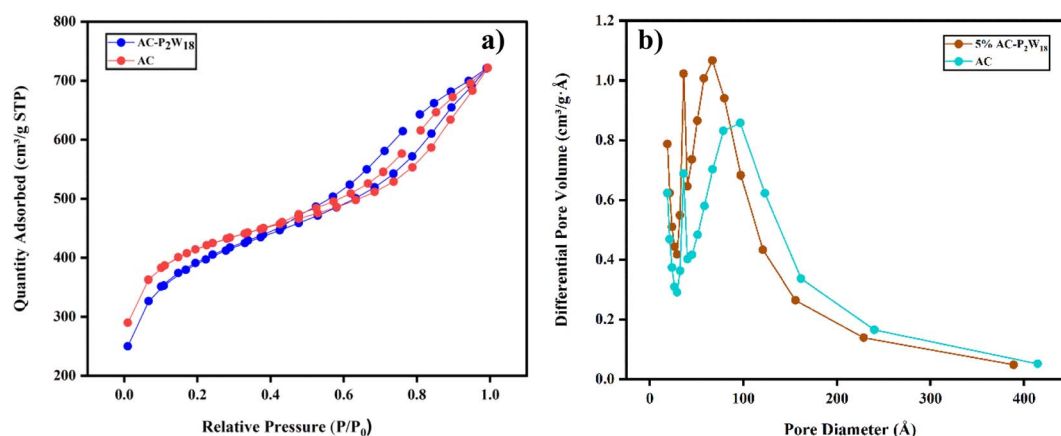 a)
AC-P₂W₁₈
AC
800
700
600
500
400
300
200
0.0 0.2 0.4 0.6 0.8 1.0
Quantity Adsorbed (cm³/g STP)
Relative Pressure (P/P₀)
b)
5% AC-P₂W₁₈
AC
1.2
1.0
0.8
0.6
0.4
0.2
0.0
0 100 200 300 400
Differential Pore Volume (cm³/g·Å)
Pore Diameter (Å)